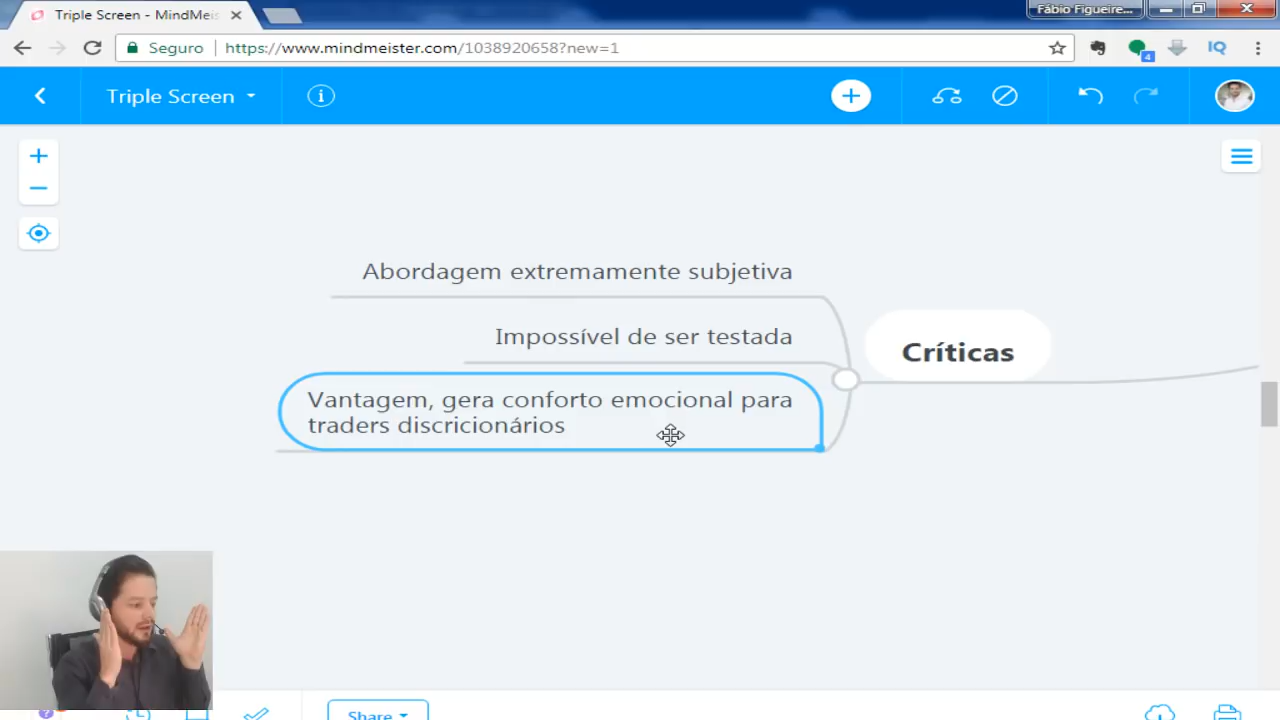 Triple Screen - MindMeis
Fábio Figueire...
Seguro
https://www.mindmeister.com/1038920658?new=1
4
IQ
Triple Screen
Abordagem extremamente subjetiva
Impossível de ser testada
Críticas
Vantagem, gera conforto emocional para
traders discricionários
Share